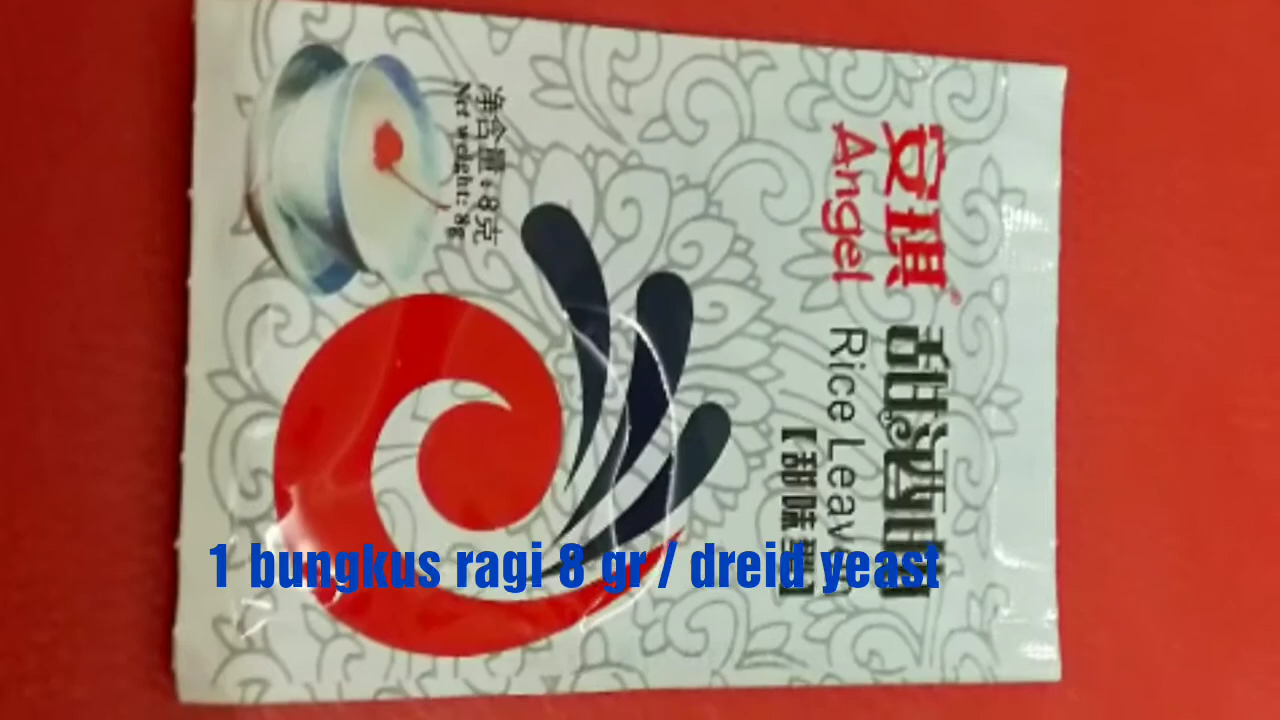 安琪®
Angel
甜酒曲
Rice Leaven
【甜味型】
净含量:8克
Net weight: 8g
1 bungkus ragi 8 gr / dreid yeast